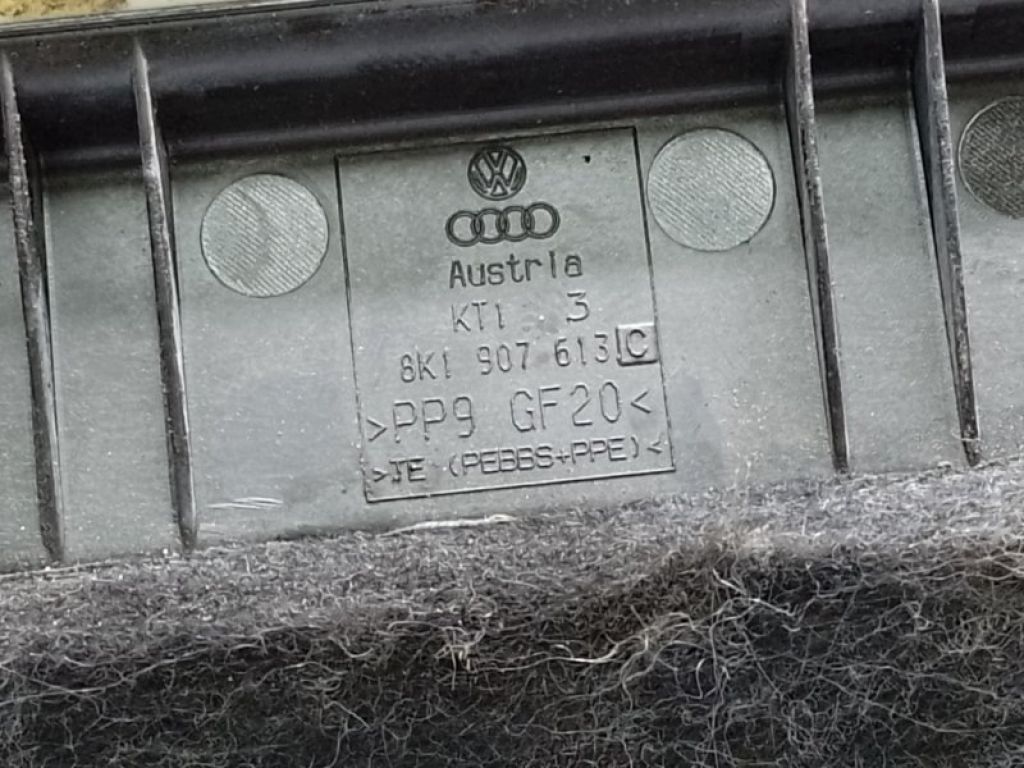 Austria
KT1 3
8K1 907 613 C
>PP9 GF20<
>TE (PEBBS+PPE)<